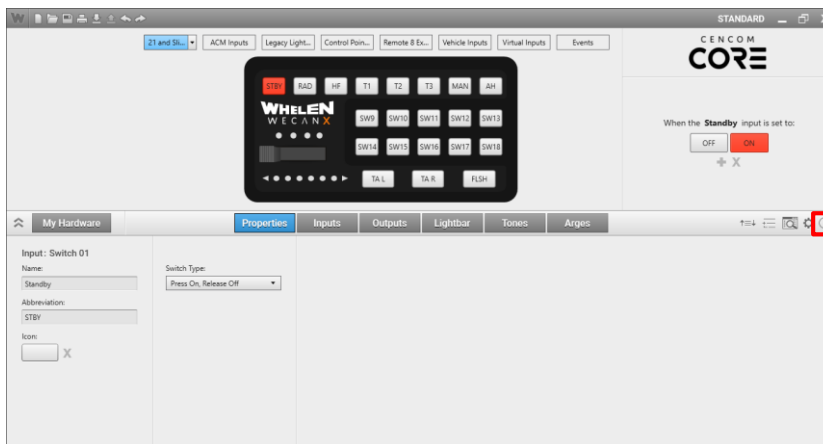 STANDARD
21 and Sli...
ACM Inputs
Legacy Light...
Control Poin...
Remote 8 Ex...
Vehicle Inputs
Virtual Inputs
Events
CENCOM
CORE
STBY
RAD
HF
T1
T2
T3
MAN
AH
WHELEN
WECANX
SW9
SW10
SW11
SW12
SW13
SW14
SW15
SW16
SW17
SW18
TA L
TA R
FLSH
When the Standby input is set to:
OFF
ON
My Hardware
Properties
Inputs
Outputs
Lightbar
Tones
Arges
Input: Switch 01
Name:
Standby
Abbreviation:
STBY
Icon:
Switch Type:
Press On, Release Off